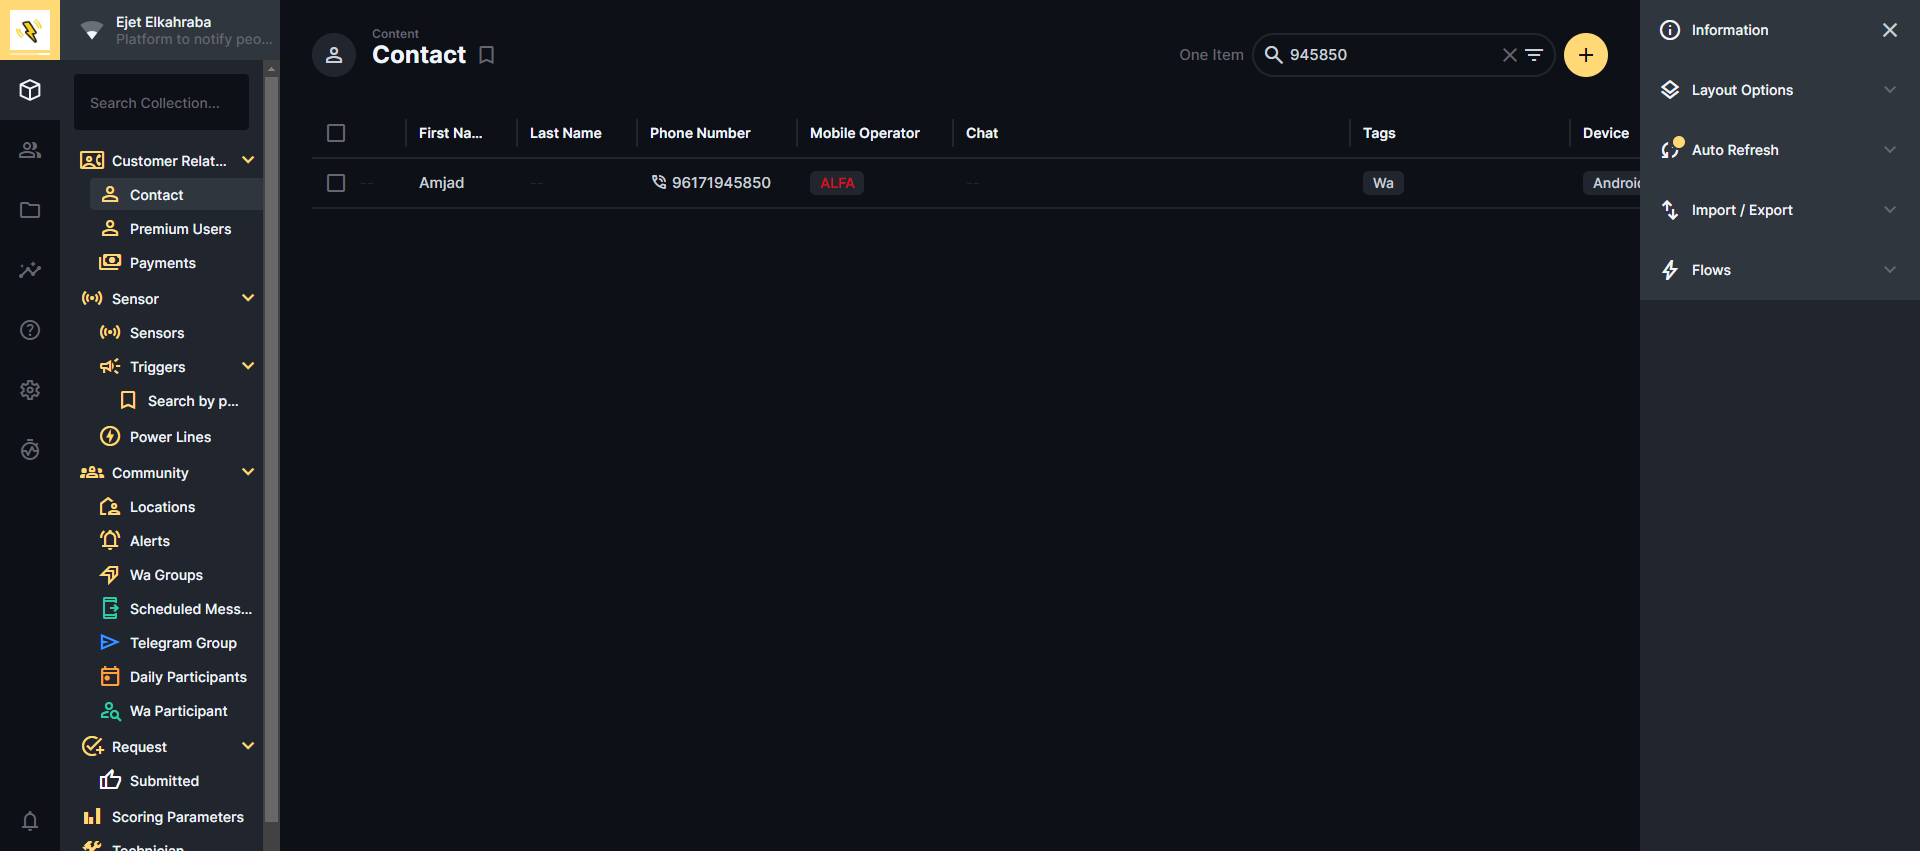 Ejet Elkahraba
Platform to notify peo...
Search Collection...
Customer Relat...
Contact
Premium Users
Payments
Sensor
Sensors
Triggers
Search by p...
Power Lines
Community
Locations
Alerts
Wa Groups
Scheduled Mess...
Telegram Group
Daily Participants
Wa Participant
Request
Submitted
Scoring Parameters
Technician
Content
Contact
One Item
945850
First Na... Last Name Phone Number Mobile Operator Chat Tags Device
-- Amjad -- 96171945850 ALFA -- Wa Android
Information
Layout Options
Auto Refresh
Import / Export
Flows